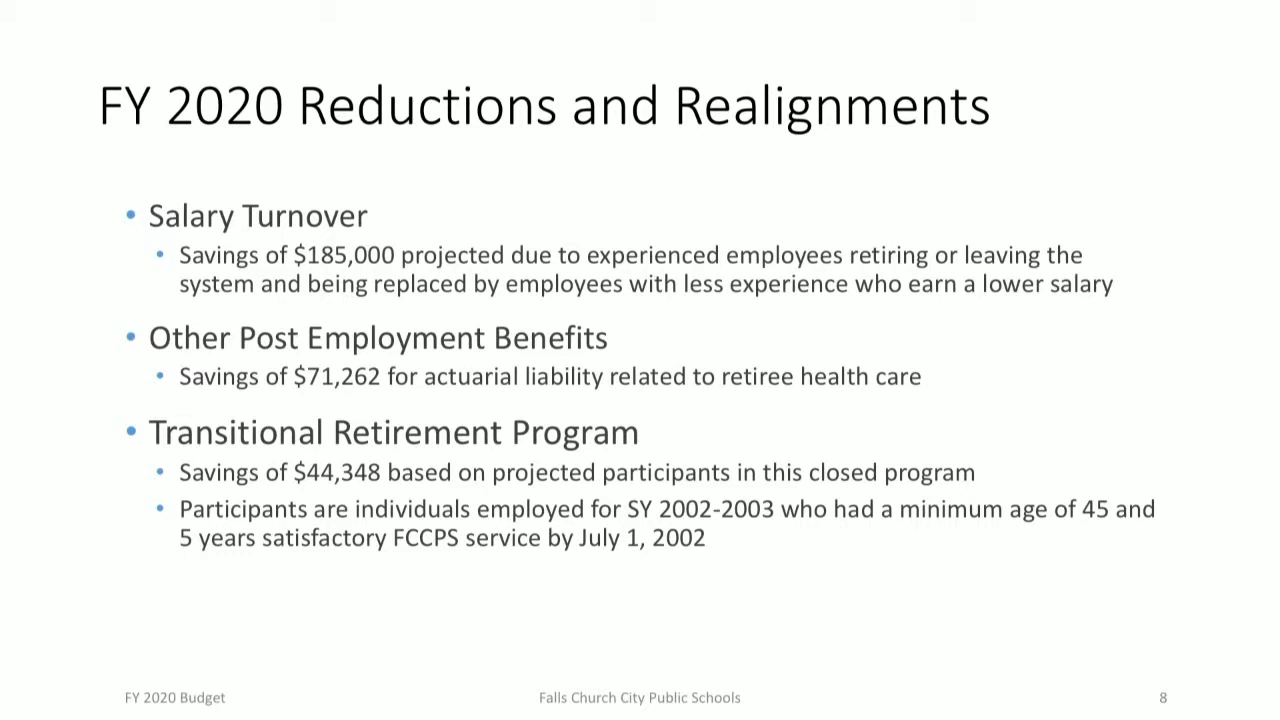 FY 2020 Reductions and Realignments
• Salary Turnover
• Savings of $185,000 projected due to experienced employees retiring or leaving the
system and being replaced by employees with less experience who earn a lower salary
• Other Post Employment Benefits
• Savings of $71,262 for actuarial liability related to retiree health care
• Transitional Retirement Program
• Savings of $44,348 based on projected participants in this closed program
• Participants are individuals employed for SY 2002-2003 who had a minimum age of 45 and
5 years satisfactory FCCPS service by July 1, 2002
FY 2020 Budget
Falls Church City Public Schools
8